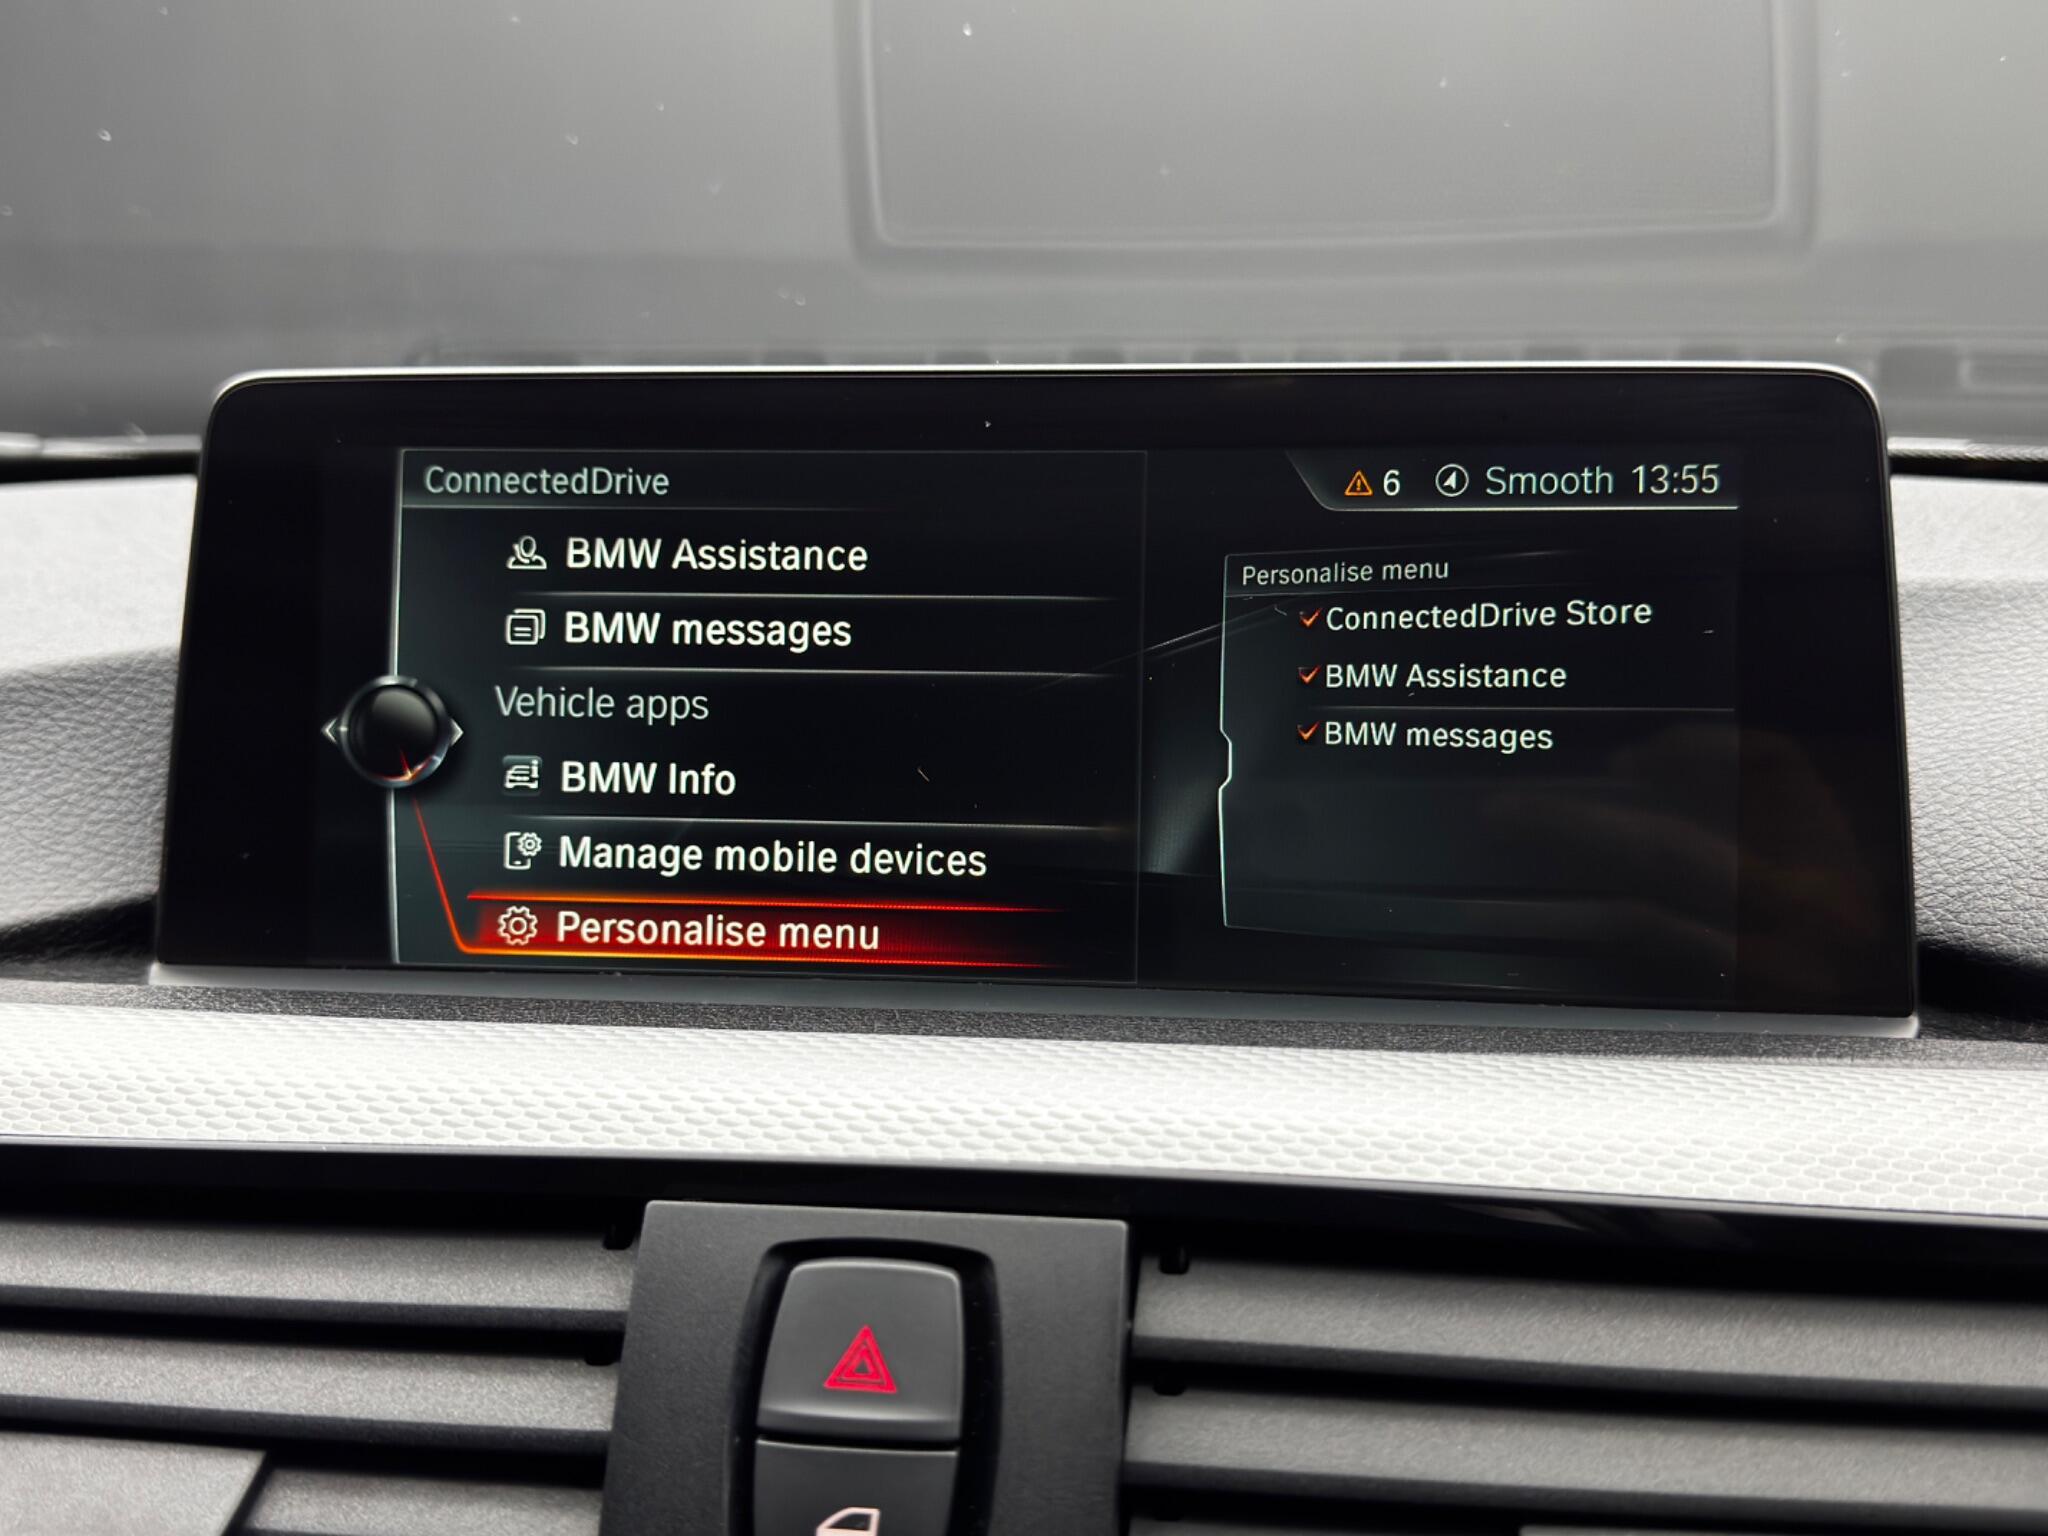 ConnectedDrive
BMW Assistance
BMW messages
Vehicle apps
BMW Info
Manage mobile devices
Personalise menu
6 Smooth 13:55
Personalise menu
ConnectedDrive Store
BMW Assistance
BMW messages